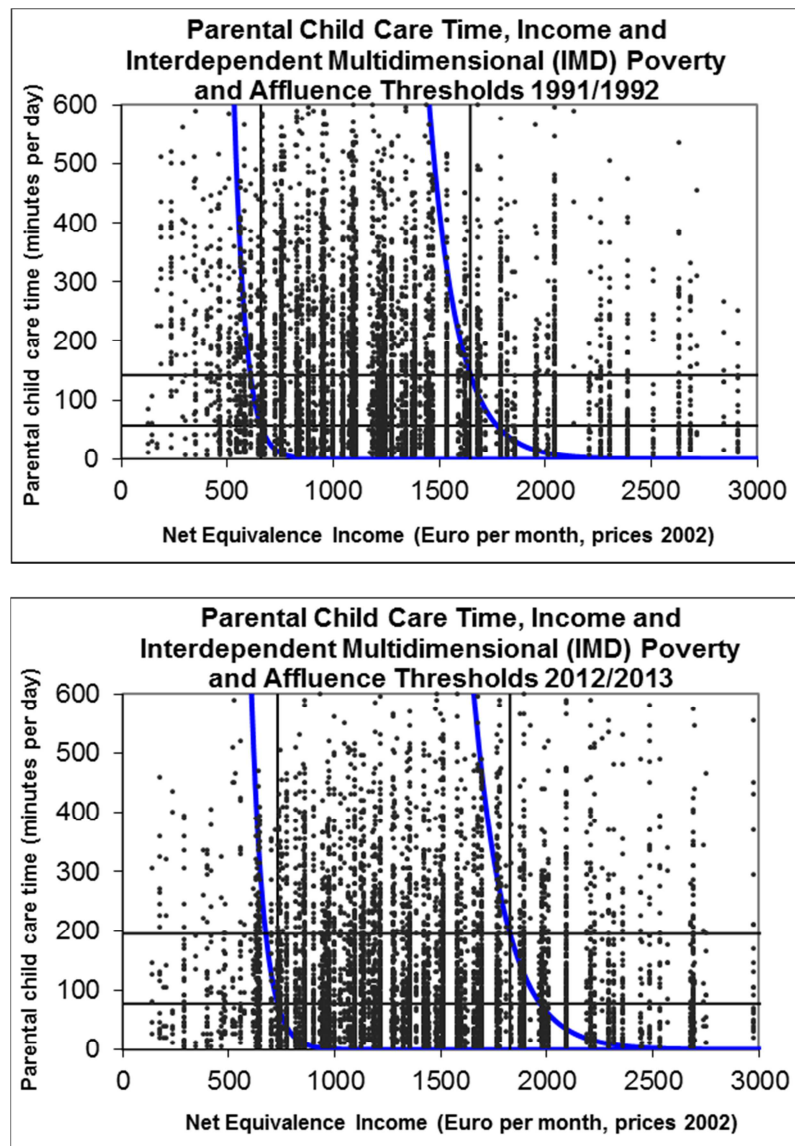 Parental Child Care Time, Income and
Interdependent Multidimensional (IMD) Poverty
and Affluence Thresholds 1991/1992
Parental child care time (minutes per day)
600
500
400
300
200
100
0
0 500 1000 1500 2000 2500 3000
Net Equivalence Income (Euro per month, prices 2002)
Parental Child Care Time, Income and
Interdependent Multidimensional (IMD) Poverty
and Affluence Thresholds 2012/2013
Parental child care time (minutes per day)
600
500
400
300
200
100
0
0 500 1000 1500 2000 2500 3000
Net Equivalence Income (Euro per month, prices 2002)